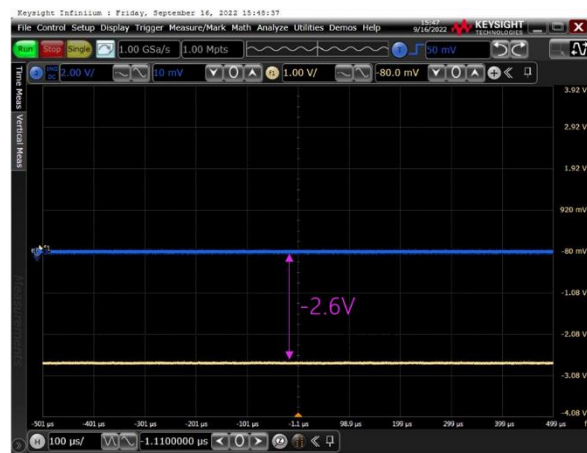 Keysight Infiniium : Friday, September 16, 2022 15:48:37
File Control Setup Display Trigger Measure/Mark Math Analyze Utilities Demos Help
15:47
9/16/2022
KEYSIGHT
TECHNOLOGIES
Run Stop Single 1.00 GSa/s 1.00 Mpts 50 mV
2.00 V/ 10 mV 0 f1 1.00 V/ -80.0 mV 0
Time Meas
Vertical Meas
Measurements
3.92 V
2.92 V
1.92 V
920 mV
-80 mV
-1.08 V
-3.08 V
-4.08 V
-2.6V
-501 µs -401 µs -301 µs -201 µs -101 µs -1.1 µs 98.9 µs 199 µs 299 µs 399 µs 499 µs
H 100 µs/ -1.1100000 µs 0